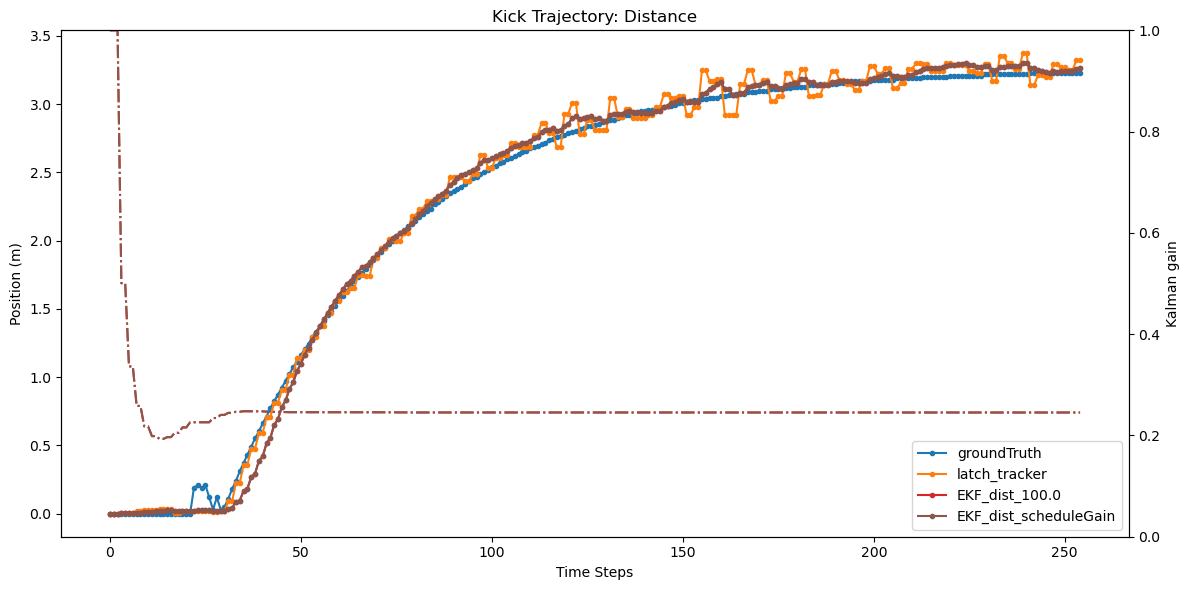 Kick Trajectory: Distance
Position (m)
3.5
3.0
2.5
2.0
1.5
1.0
0.5
0.0
1.0
0.8
0.6
0.4
0.2
0.0
Kalman gain
groundTruth
latch_tracker
EKF_dist_100.0
EKF_dist_scheduleGain
0
50
100
150
200
250
Time Steps